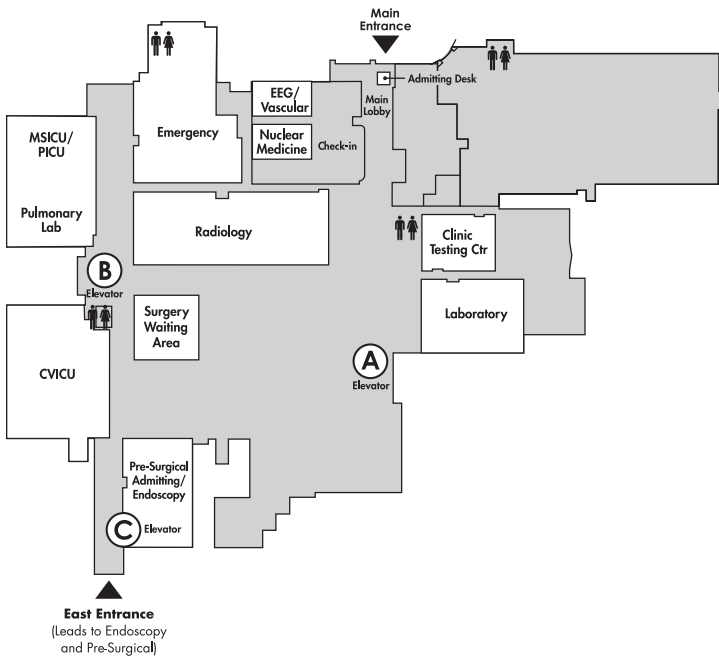 Main
Entrance
Admitting Desk
Main
Lobby
EEG/
Vascular
Nuclear
Medicine
Check-in
Emergency
MSICU/
PICU
Pulmonary
Lab
Radiology
Clinic
Testing Ctr
B
Elevator
Surgery
Waiting
Area
Laboratory
A
Elevator
CVICU
Pre-Surgical
Admitting/
Endoscopy
C
Elevator
East Entrance
(Leads to Endoscopy
and Pre-Surgical)